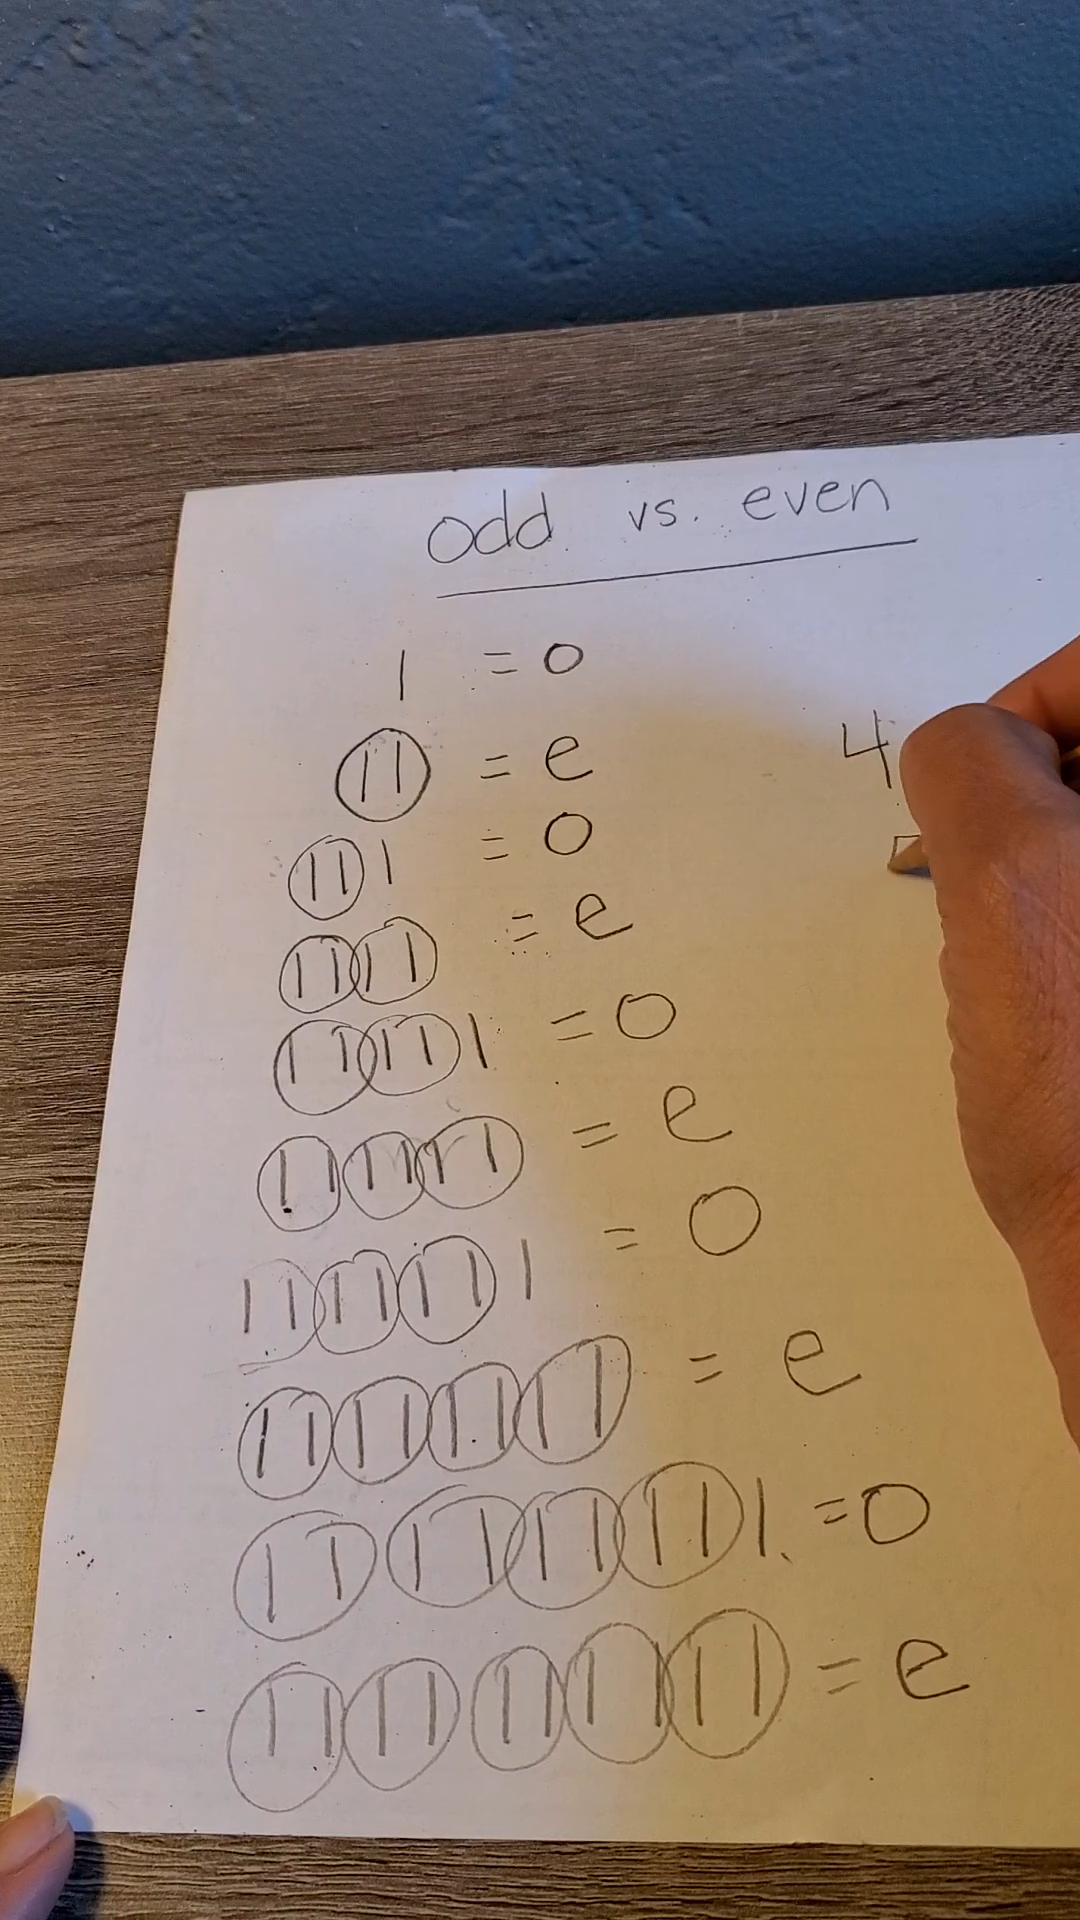 odd vs. even
1 = o
11 = e
111 = o
1111 = e
11111 = o
111111 = e
1111111 = o
11111111 = e
111111111 = o
1111111111 = e
4